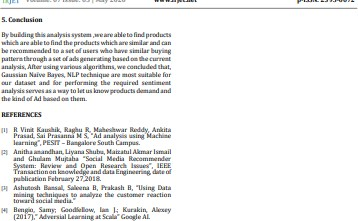 Volume: 07 Issue: 05 | May 2020 www.irjet.net p-ISSN: 2395-0072
5. Conclusion
By building this analysis system ,we are able to find products
which are able to find the products which are similar and can
be recommended to a set of users who have similar buying
pattern through a set of ads generating based on the current
analysis, After using various algorithms, we concluded that,
Gaussian Naïve Bayes, NLP technique are most suitable for
our dataset and for performing the required sentiment
analysis serves as a way to let us know products demand and
the kind of Ad based on them.
REFERENCES
[1] R Vinit Kaushik, Raghu R, Maheshwar Reddy, Ankita
Prasad, Sai Prasanna M S, "Ad analysis using Machine
learning", PESIT – Bangalore South Campus.
[2] Anitha anandhan, Liyana Shubu, Maizatul Akmar Ismail
and Ghulam Mujtaba "Social Media Recommender
System: Review and Open Research Issues", IEEE
Transaction on knowledge and data Engineering, date of
publication February 27,2018.
[3] Ashutosh Bansal, Saleena B, Prakash B, "Using Data
mining techniques to analyze the customer reaction
toward social media."
[4] Bengio, Samy; Goodfellow, Ian J.; Kurakin, Alexey
(2017)," Adversial Learning at Scala" Google AI.